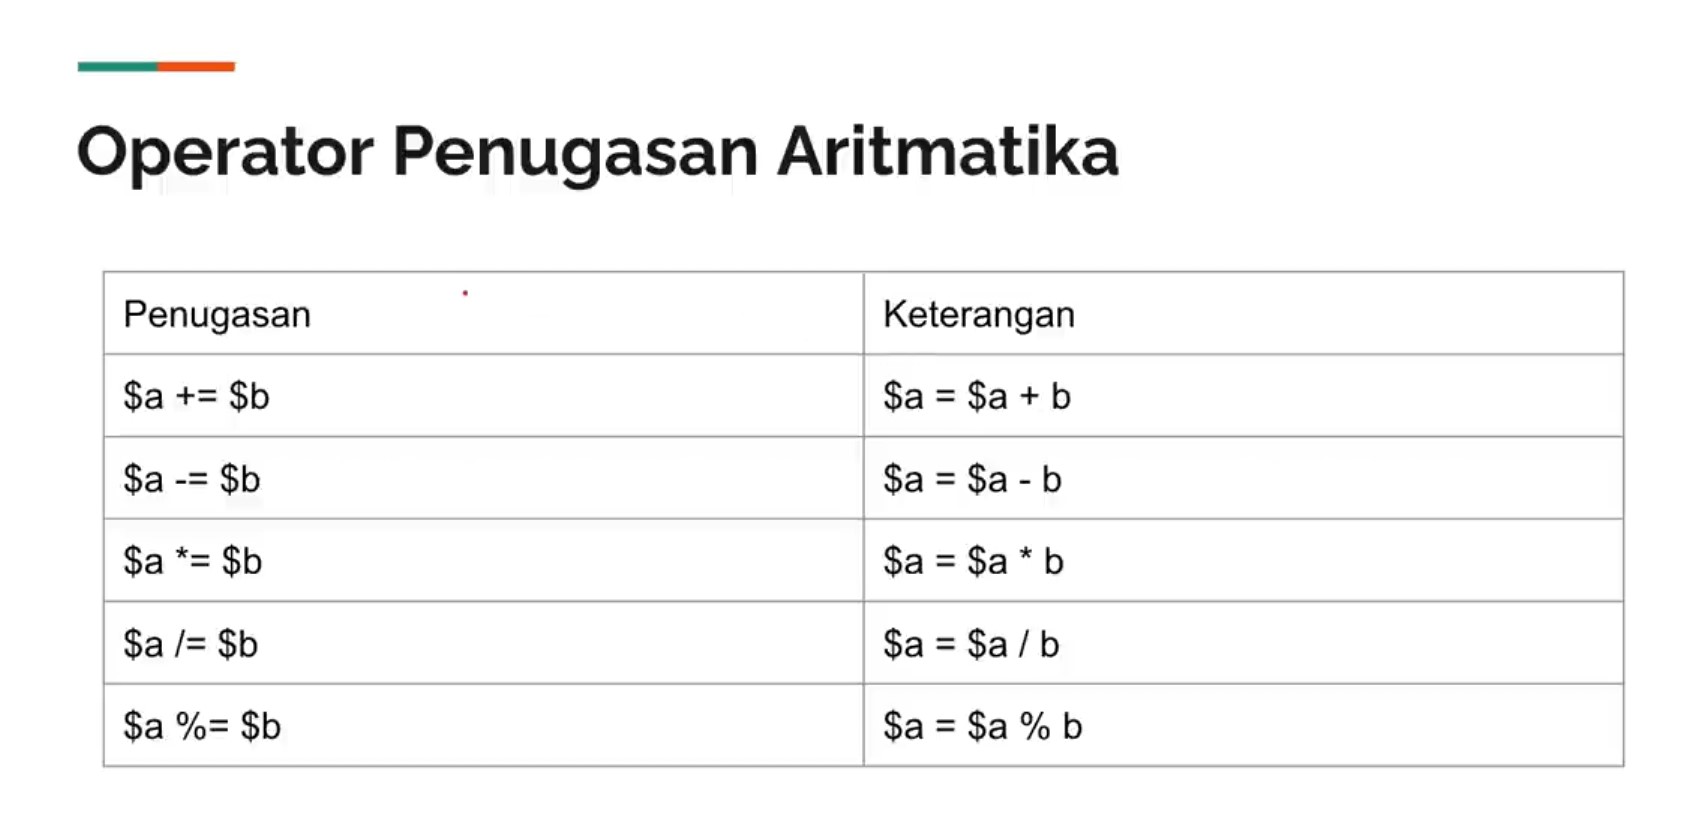 Operator Penugasan Aritmatika
Penugasan Keterangan
$a += $b $a = $a + b
$a -= $b $a = $a - b
$a *= $b $a = $a * b
$a /= $b $a = $a / b
$a %= $b $a = $a % b